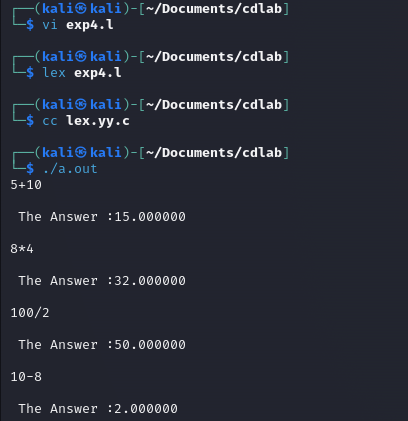 ┌──(kali㉿kali)-[~/Documents/cdlab]
└─$ vi exp4.l
┌──(kali㉿kali)-[~/Documents/cdlab]
└─$ lex exp4.l
┌──(kali㉿kali)-[~/Documents/cdlab]
└─$ cc lex.yy.c
┌──(kali㉿kali)-[~/Documents/cdlab]
└─$ ./a.out
5+10
The Answer :15.000000
8*4
The Answer :32.000000
100/2
The Answer :50.000000
10-8
The Answer :2.000000